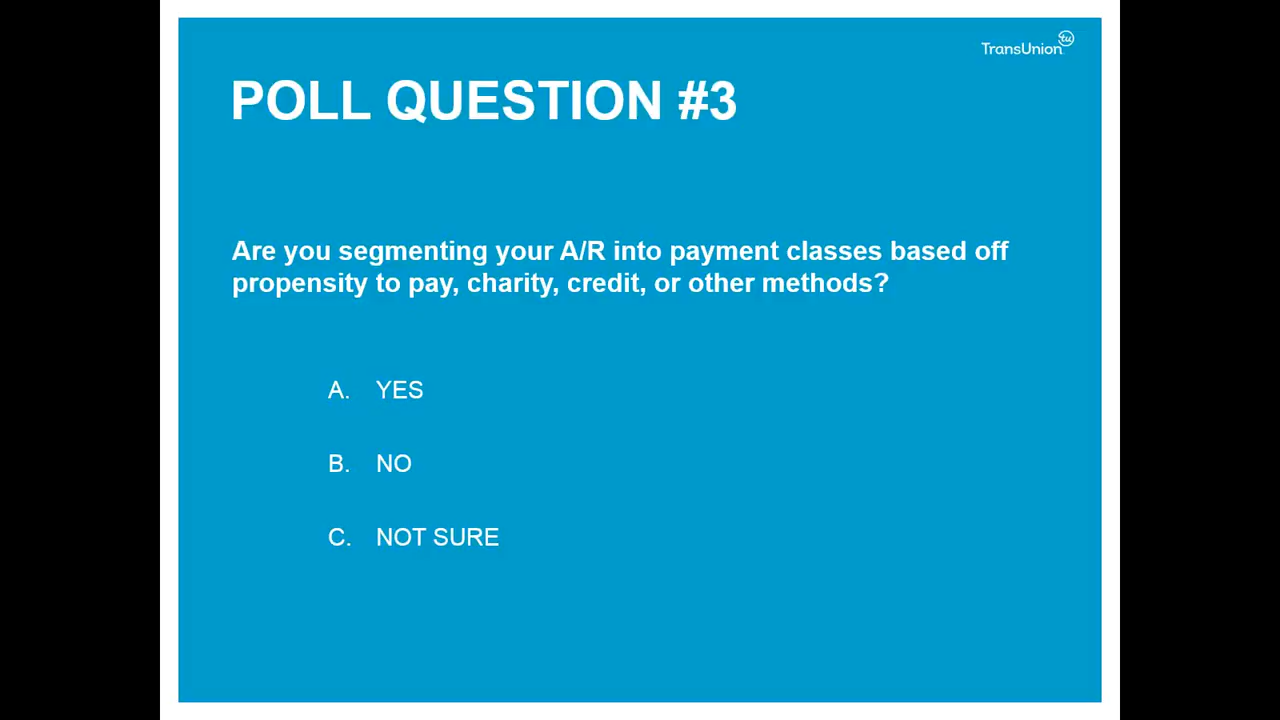 TransUnion tu
POLL QUESTION #3
Are you segmenting your A/R into payment classes based off
propensity to pay, charity, credit, or other methods?
A. YES
B. NO
C. NOT SURE